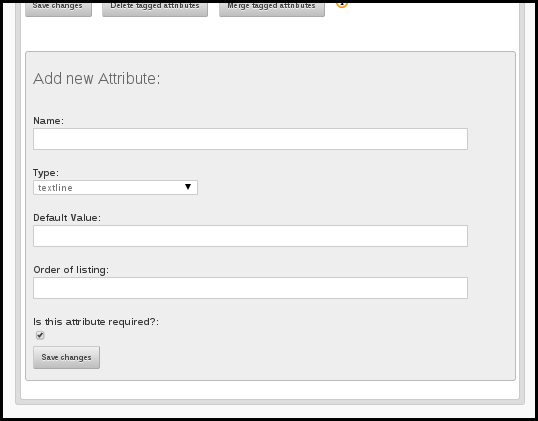 Save changes Delete tagged attributes Merge tagged attributes
Add new Attribute:
Name:
Type:
textline
Default Value:
Order of listing:
Is this attribute required?:
Save changes